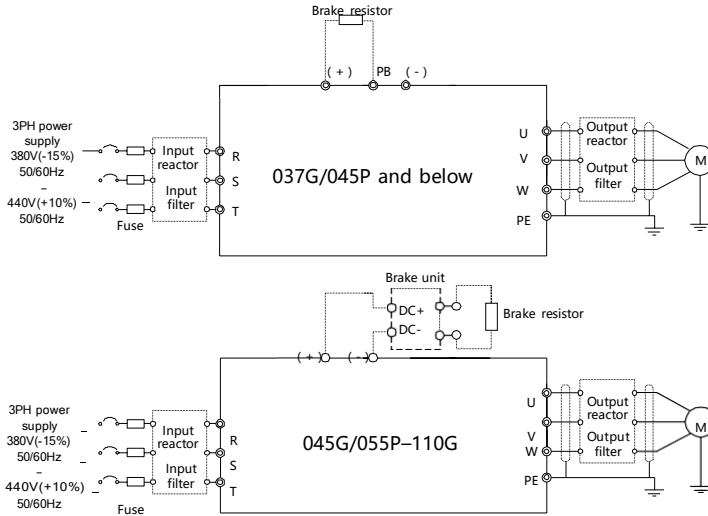 Brake resistor
( + ) PB ( - )
3PH power
supply
380V(-15%)
50/60Hz
–
440V(+10%)
50/60Hz
Fuse
Input
reactor
Input
filter
R
S
T
037G/045P and below
U
V
W
PE
Output
reactor
Output
filter
M
Brake unit
DC+
DC-
Brake resistor
( + ) ( - )
3PH power
supply
380V(-15%)
50/60Hz
–
440V(+10%)
50/60Hz
Fuse
Input
reactor
Input
filter
R
S
T
045G/055P–110G
U
V
W
PE
Output
reactor
Output
filter
M